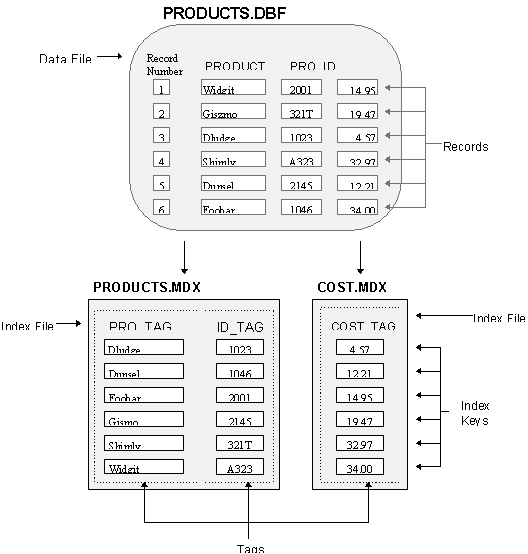 PRODUCTS.DBF
Data File
Record
Number
PRODUCT PRO_ID
1 Widgit 2001 14.95
2 Giszmo 321T 19.47
3 Dludge 1023 4.57
4 Shimly A323 32.97
5 Dunsel 2145 12.21
6 Foobar 1046 34.00
Records
PRODUCTS.MDX COST.MDX
Index File
Index File
PRO_TAG ID_TAG COST_TAG
Dludge 1023 4.57
Dunsel 1046 12.21
Foobar 2001 14.95
Gismo 2145 19.47
Shimly 321T 32.97
Widgit A323 34.00
Index
Keys
Tags